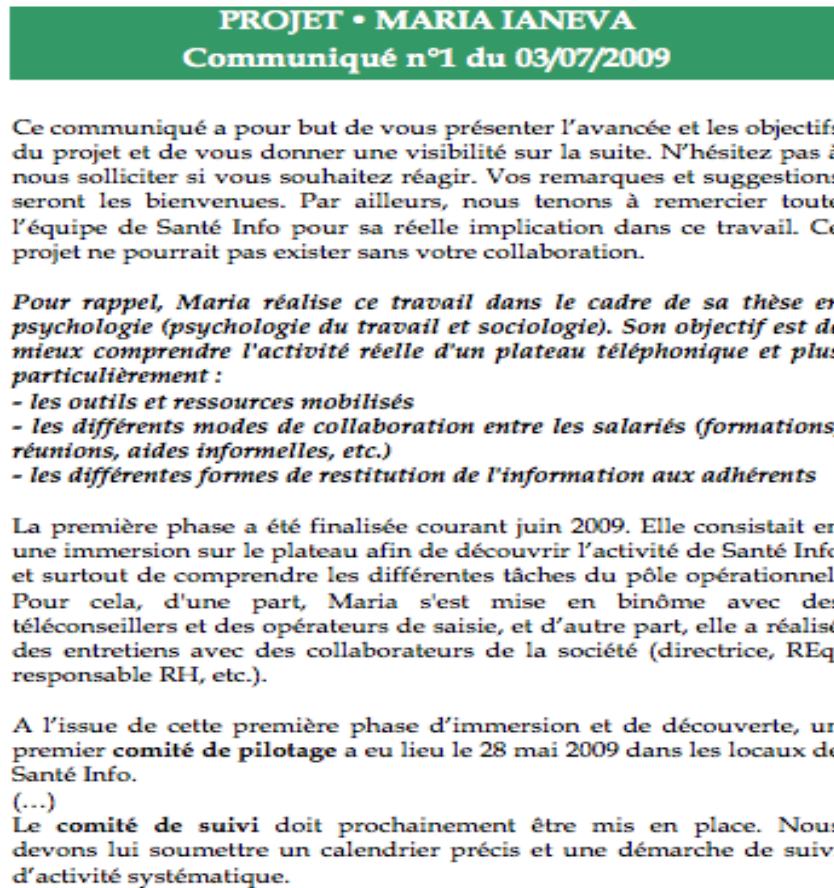 PROJET • MARIA IANEVA
Communiqué n°1 du 03/07/2009
Ce communiqué a pour but de vous présenter l'avancée et les objectifs
du projet et de vous donner une visibilité sur la suite. N'hésitez pas à
nous solliciter si vous souhaitez réagir. Vos remarques et suggestions
seront les bienvenues. Par ailleurs, nous tenons à remercier toute
l'équipe de Santé Info pour sa réelle implication dans ce travail. Ce
projet ne pourrait pas exister sans votre collaboration.
Pour rappel, Maria réalise ce travail dans le cadre de sa thèse en
psychologie (psychologie du travail et sociologie). Son objectif est de
mieux comprendre l'activité réelle d'un plateau téléphonique et plus
particulièrement :
- les outils et ressources mobilisés
- les différents modes de collaboration entre les salariés (formations,
réunions, aides informelles, etc.)
- les différentes formes de restitution de l'information aux adhérents
La première phase a été finalisée courant juin 2009. Elle consistait en
une immersion sur le plateau afin de découvrir l'activité de Santé Info
et surtout de comprendre les différentes tâches du pôle opérationnel.
Pour cela, d'une part, Maria s'est mise en binôme avec des
téléconseillers et des opérateurs de saisie, et d'autre part, elle a réalisé
des entretiens avec des collaborateurs de la société (directrice, REq,
responsable RH, etc.).
A l'issue de cette première phase d'immersion et de découverte, un
premier comité de pilotage a eu lieu le 28 mai 2009 dans les locaux de
Santé Info.
(...)
Le comité de suivi doit prochainement être mis en place. Nous
devons lui soumettre un calendrier précis et une démarche de suivi
d'activité systématique.